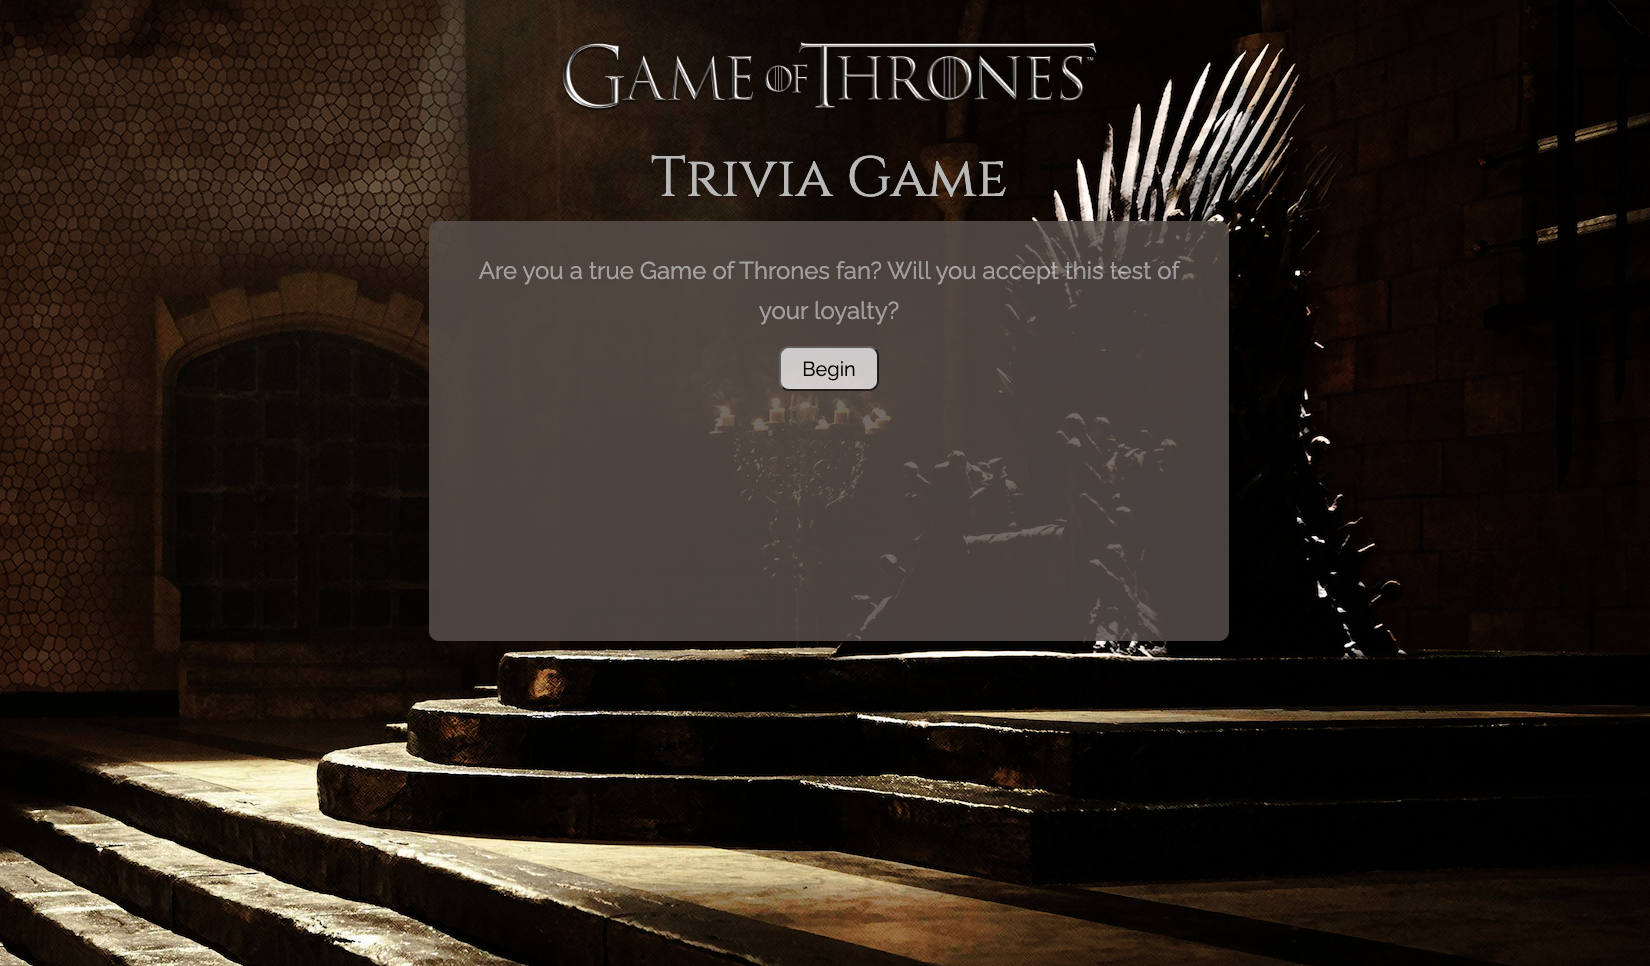 GAME OF THRONES™
TRIVIA GAME
Are you a true Game of Thrones fan? Will you accept this test of
your loyalty?
Begin